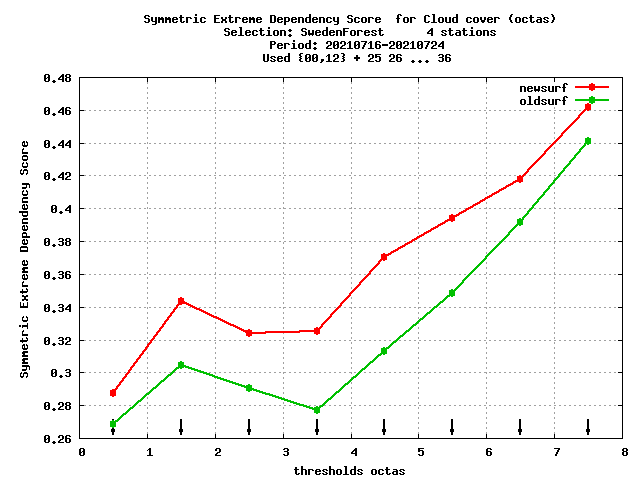 Symmetric Extreme Dependency Score  for Cloud cover (octas)
Selection: SwedenForest      4 stations
Period: 20210716-20210724
Used {00,12} + 25 26 ... 36
newsurf
oldsurf
Symmetric Extreme Dependency Score
0.48
0.46
0.44
0.42
0.4
0.38
0.36
0.34
0.32
0.3
0.28
0.26
0 1 2 3 4 5 6 7 8
thresholds octas